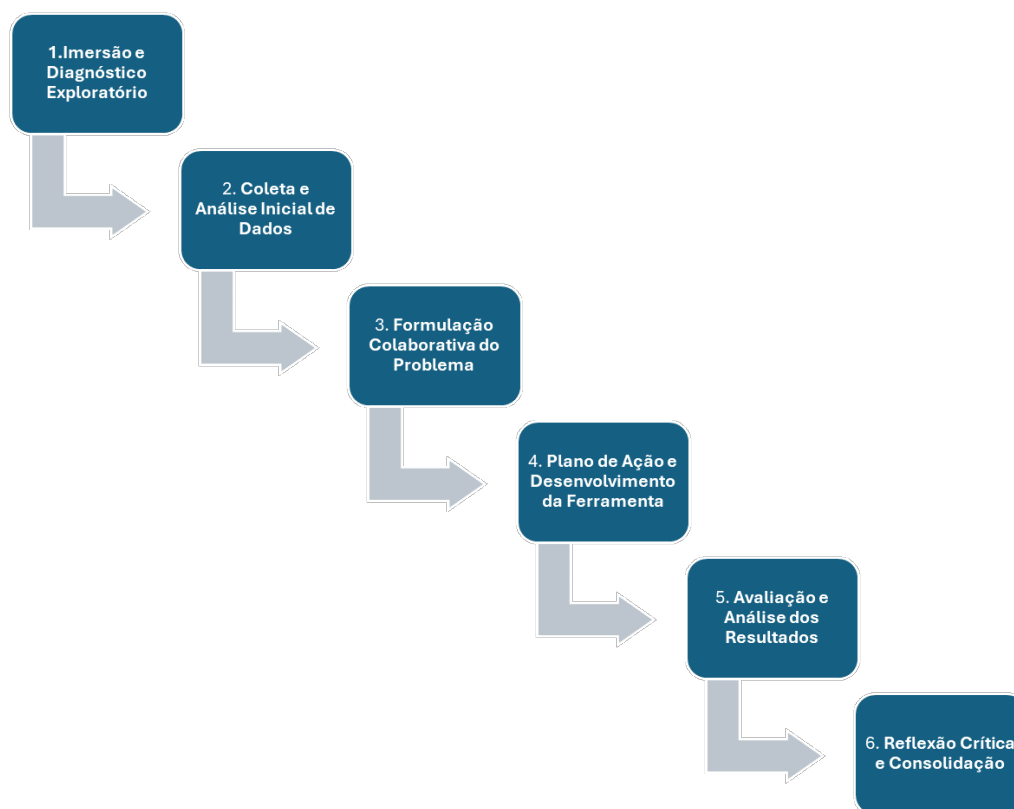 1.Imersão e
Diagnóstico
Exploratório
2. Coleta e
Análise Inicial de
Dados
3. Formulação
Colaborativa do
Problema
4. Plano de Ação e
Desenvolvimento
da Ferramenta
5. Avaliação e
Análise dos
Resultados
6. Reflexão Crítica
e Consolidação